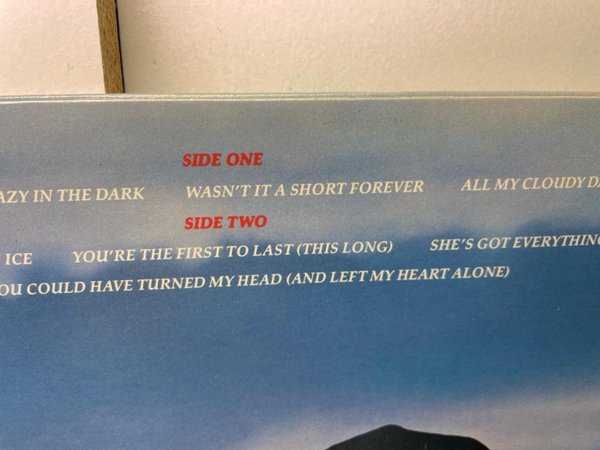 SIDE ONE
AZY IN THE DARK WASN'T IT A SHORT FOREVER ALL MY CLOUDY D
SIDE TWO
ICE YOU'RE THE FIRST TO LAST (THIS LONG) SHE'S GOT EVERYTHING
OU COULD HAVE TURNED MY HEAD (AND LEFT MY HEART ALONE)